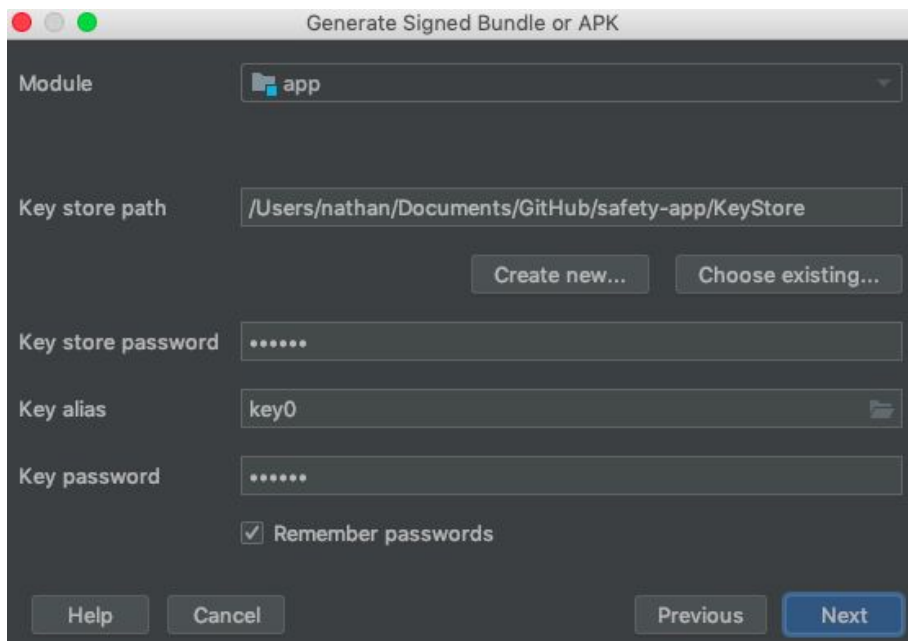 Generate Signed Bundle or APK
Module app
Key store path /Users/nathan/Documents/GitHub/safety-app/KeyStore
Create new... Choose existing...
Key store password ••••••
Key alias key0
Key password ••••••
Remember passwords
Help Cancel Previous Next